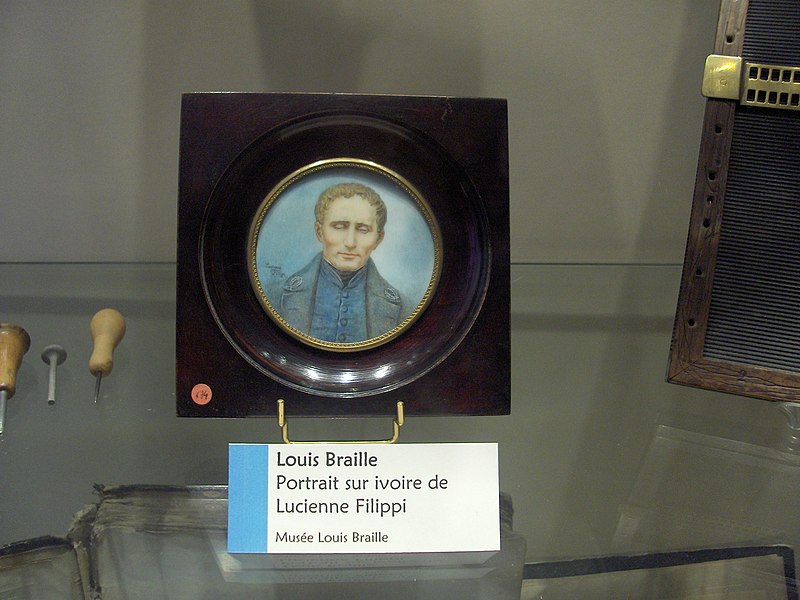 Louis Braille
Portrait sur ivoire de
Lucienne Filippi
Musée Louis Braille